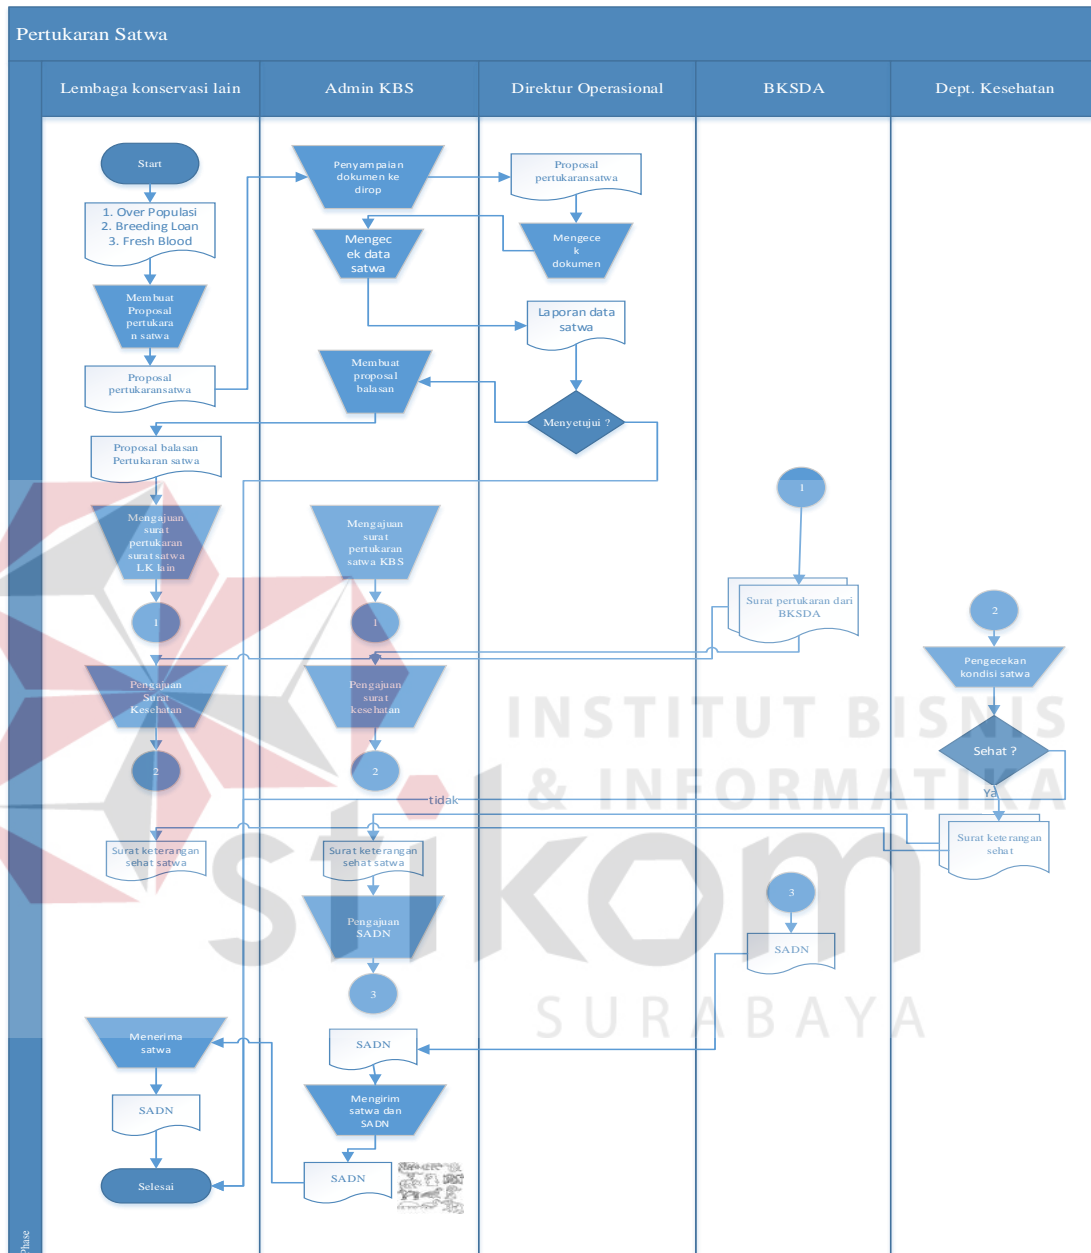 Pertukaran Satwa
Lembaga konservasi lain
Admin KBS
Direktur Operasional
BKSDA
Dept. Kesehatan
Start
1. Over Populasi
2. Breeding Loan
3. Fresh Blood
Membuat
Proposal
pertukara
n satwa
Proposal
pertukaransatwa
Penyampaian
dokumen ke
dirop
Proposal
pertukaransatwa
Mengece
k
dokumen
Mengec
ek data
satwa
Laporan data
satwa
Menyetujui ?
Membuat
proposal
balasan
Proposal balasan
Pertukaran satwa
Mengajuan
surat
pertukaran
surat satwa
LK lain
1
Mengajuan
surat
pertukaran
satwa KBS
1
1
Surat pertukaran dari
BKSDA
Pengajuan
Surat
Kesehatan
2
Pengajuan
surat
kesehatan
2
2
Pengecekan
kondisi satwa
Sehat ?
Ya
tidak
Surat keterangan
sehat
Surat keterangan
sehat satwa
Surat keterangan
sehat satwa
Pengajuan
SADN
3
3
SADN
SADN
Mengirim
satwa dan
SADN
SADN
Menerima
satwa
SADN
Selesai
Phase
INSTITUT BISNIS
& INFORMATIKA
stikom
SURABAYA